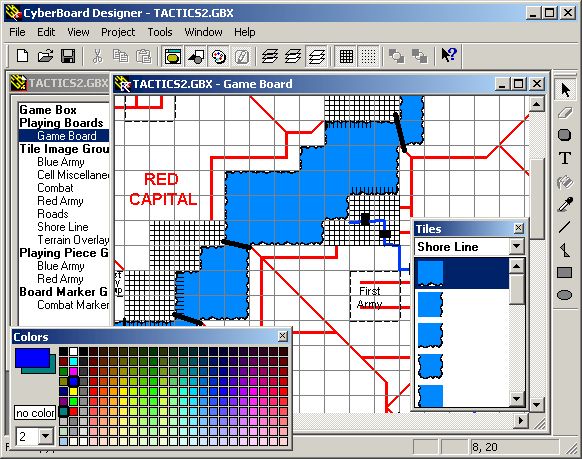 CyberBoard Designer - TACTICS2.GBX
File Edit View Project Tools Window Help
TACTICS2.GBX
TACTICS2.GBX - Game Board
Game Box
Playing Boards
Game Board
Tile Image Grou
Blue Army
Cell Miscellane
Combat
Red Army
Roads
Shore Line
Terrain Overlay
Playing Piece G
Blue Army
Red Army
Board Marker G
Combat Marker
RED
CAPITAL
First
Army
Tiles
Shore Line
Colors
no color
2
8, 20